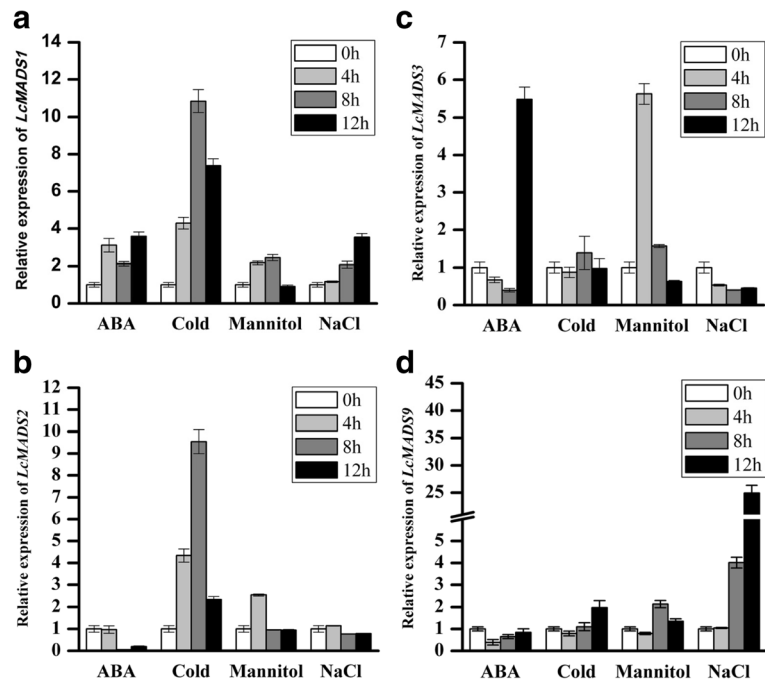 a
Relative expression of LcMADS1
14
12
10
8
6
4
2
0
0h
4h
8h
12h
ABA Cold Mannitol NaCl
c
Relative expression of LcMADS3
7
6
5
4
3
2
1
0
0h
4h
8h
12h
ABA Cold Mannitol NaCl
b
Relative expression of LcMADS2
12
11
10
9
8
7
6
5
4
3
2
1
0
0h
4h
8h
12h
ABA Cold Mannitol NaCl
d
Relative expression of LcMADS9
45
40
35
30
25
6
5
4
3
2
1
0
0h
4h
8h
12h
ABA Cold Mannitol NaCl